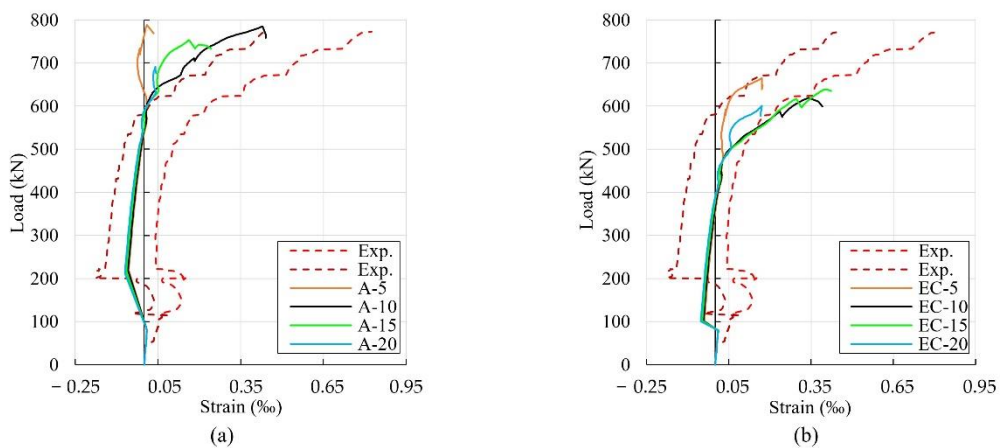 800
700
600
500
400
300
200
100
0
Load (kN)
− 0.25
0.05
0.35
0.65
0.95
Strain (‰)
Exp.
Exp.
A-5
A-10
A-15
A-20
(a)
800
700
600
500
400
300
200
100
0
Load (kN)
− 0.25
0.05
0.35
0.65
0.95
Strain (‰)
Exp.
Exp.
EC-5
EC-10
EC-15
EC-20
(b)